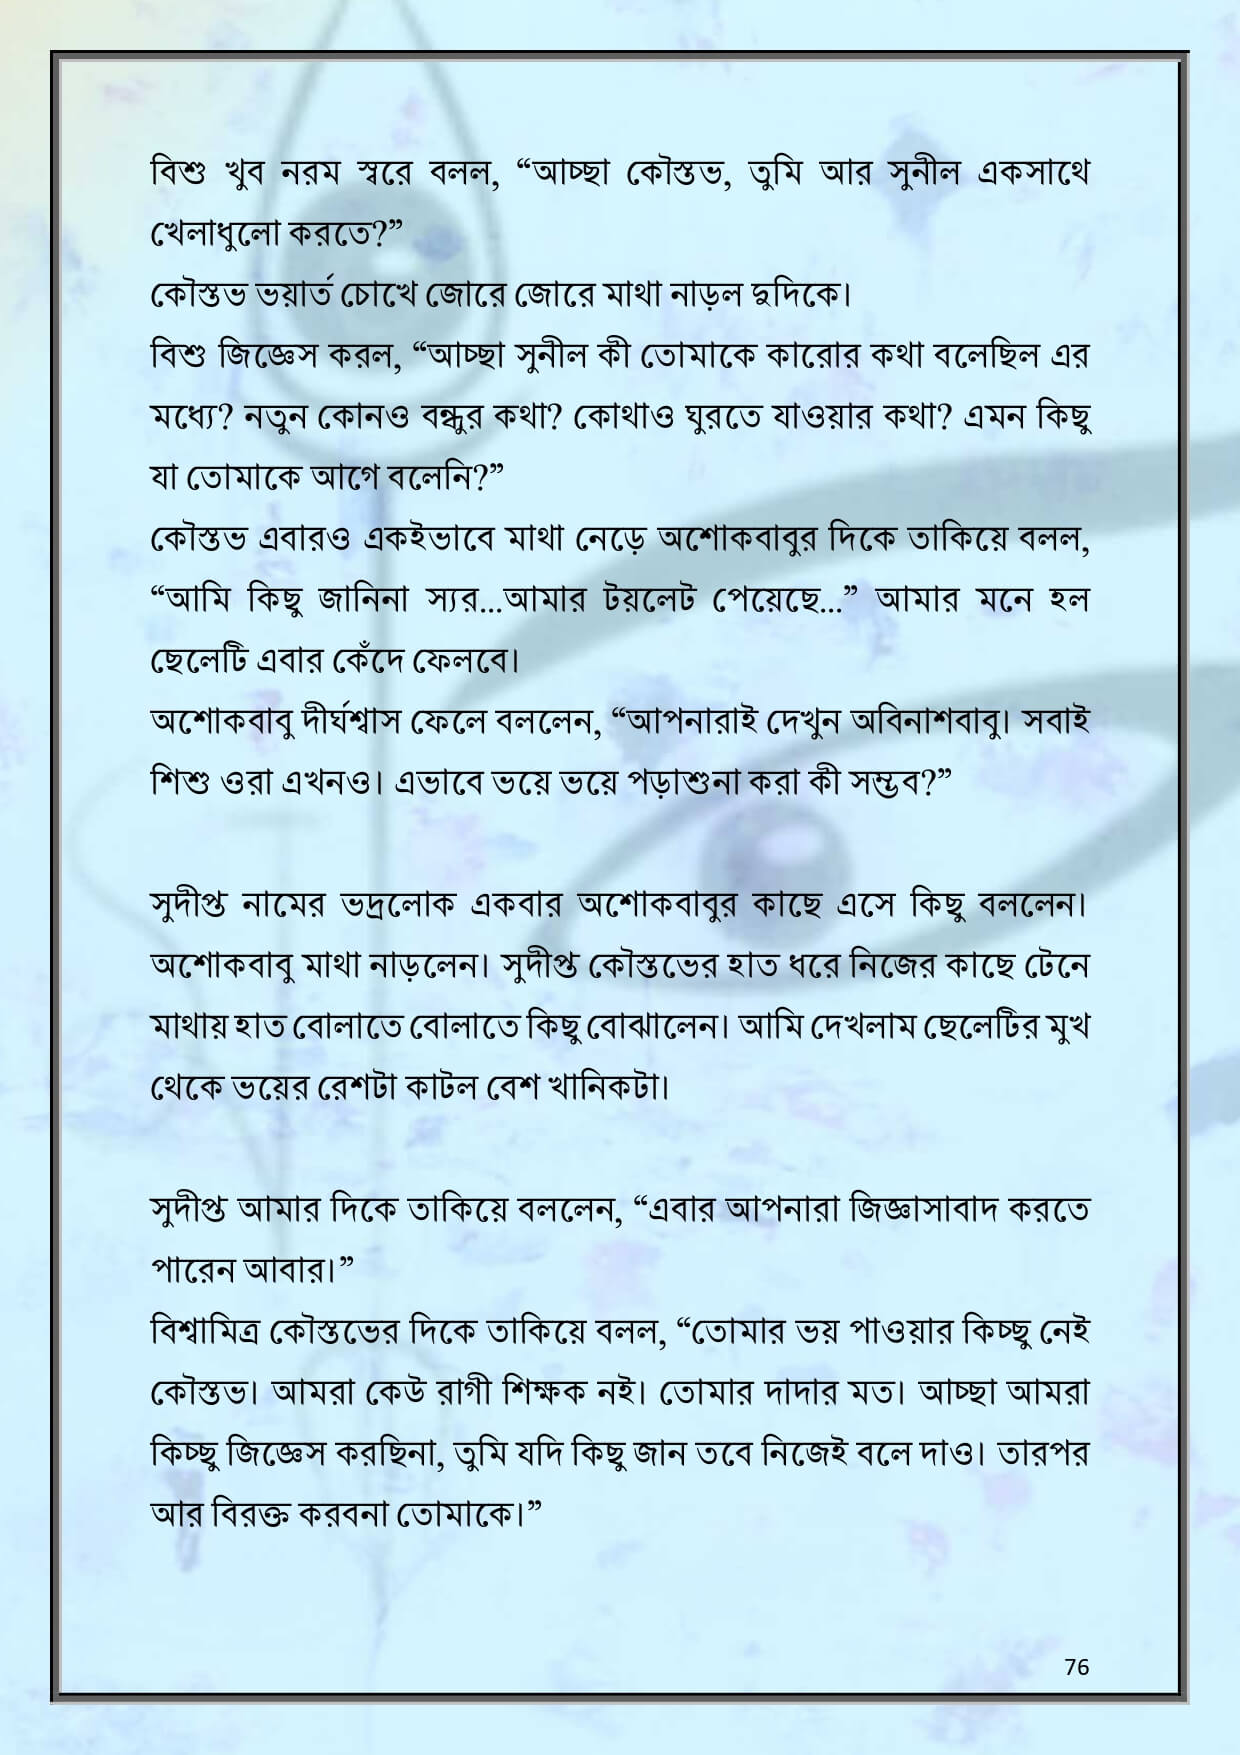 বিশু খুব নরম স্বরে বলল, “আচ্ছা কৌস্তভ, তুমি আর সুনীল একসাথে
খেলাধুলো করতে?”
কৌস্তভ ভয়ার্ত চোখে জোরে জোরে মাথা নাড়ল দুদিকে।
বিশু জিজ্ঞেস করল, “আচ্ছা সুনীল কী তোমাকে কারোর কথা বলেছিল এর
মধ্যে? নতুন কোনও বন্ধুর কথা? কোথাও ঘুরতে যাওয়ার কথা? এমন কিছু
যা তোমাকে আগে বলেনি?”
কৌস্তভ এবারও একইভাবে মাথা নেড়ে অশোকবাবুর দিকে তাকিয়ে বলল,
“আমি কিছু জানিনা স্যর...আমার টয়লেট পেয়েছে...” আমার মনে হল
ছেলেটি এবার কেঁদে ফেলবে।
অশোকবাবু দীর্ঘশ্বাস ফেলে বললেন, “আপনারাই দেখুন অবিনাশবাবু। সবাই
শিশু ওরা এখনও। এভাবে ভয়ে ভয়ে পড়াশুনা করা কী সম্ভব?”
সুদীপ্ত নামের ভদ্রলোক একবার অশোকবাবুর কাছে এসে কিছু বললেন।
অশোকবাবু মাথা নাড়লেন। সুদীপ্ত কৌস্তভের হাত ধরে নিজের কাছে টেনে
মাথায় হাত বোলাতে বোলাতে কিছু বোঝালেন। আমি দেখলাম ছেলেটির মুখ
থেকে ভয়ের রেশটা কাটল বেশ খানিকটা।
সুদীপ্ত আমার দিকে তাকিয়ে বললেন, “এবার আপনারা জিজ্ঞাসাবাদ করতে
পারেন আবার।”
বিশ্বামিত্র কৌস্তভের দিকে তাকিয়ে বলল, “তোমার ভয় পাওয়ার কিচ্ছু নেই
কৌস্তভ। আমরা কেউ রাগী শিক্ষক নই। তোমার দাদার মত। আচ্ছা আমরা
কিচ্ছু জিজ্ঞেস করছিনা, তুমি যদি কিছু জান তবে নিজেই বলে দাও। তারপর
আর বিরক্ত করবনা তোমাকে।”
76